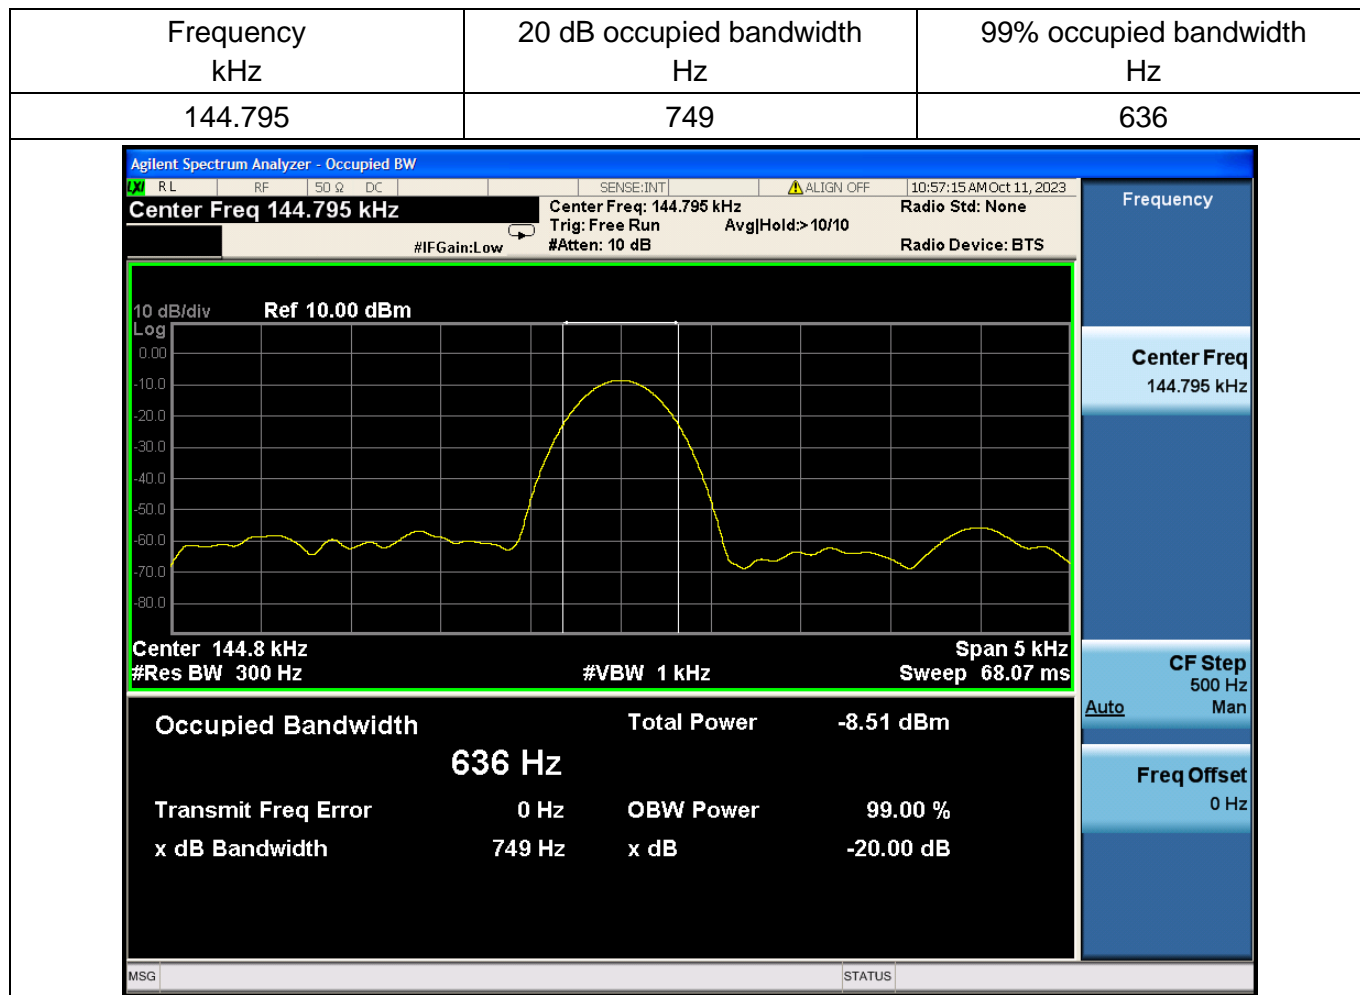 Frequency
kHz
20 dB occupied bandwidth
Hz
99% occupied bandwidth
Hz
144.795
749
636
Agilent Spectrum Analyzer - Occupied BW
LXI R L RF 50 Ω DC SENSE:INT ALIGN OFF 10:57:15 AM Oct 11, 2023
Center Freq 144.795 kHz
Center Freq: 144.795 kHz
Radio Std: None
Trig: Free Run Avg|Hold:>10/10
#IFGain:Low
#Atten: 10 dB
Radio Device: BTS
10 dB/div Ref 10.00 dBm
Log
0.00
-10.0
-20.0
-30.0
-40.0
-50.0
-60.0
-70.0
-80.0
Center 144.8 kHz Span 5 kHz
#Res BW 300 Hz #VBW 1 kHz Sweep 68.07 ms
Occupied Bandwidth Total Power -8.51 dBm
636 Hz
Transmit Freq Error 0 Hz OBW Power 99.00 %
x dB Bandwidth 749 Hz x dB -20.00 dB
Frequency
Center Freq
144.795 kHz
CF Step
500 Hz
Auto Man
Freq Offset
0 Hz
MSG STATUS